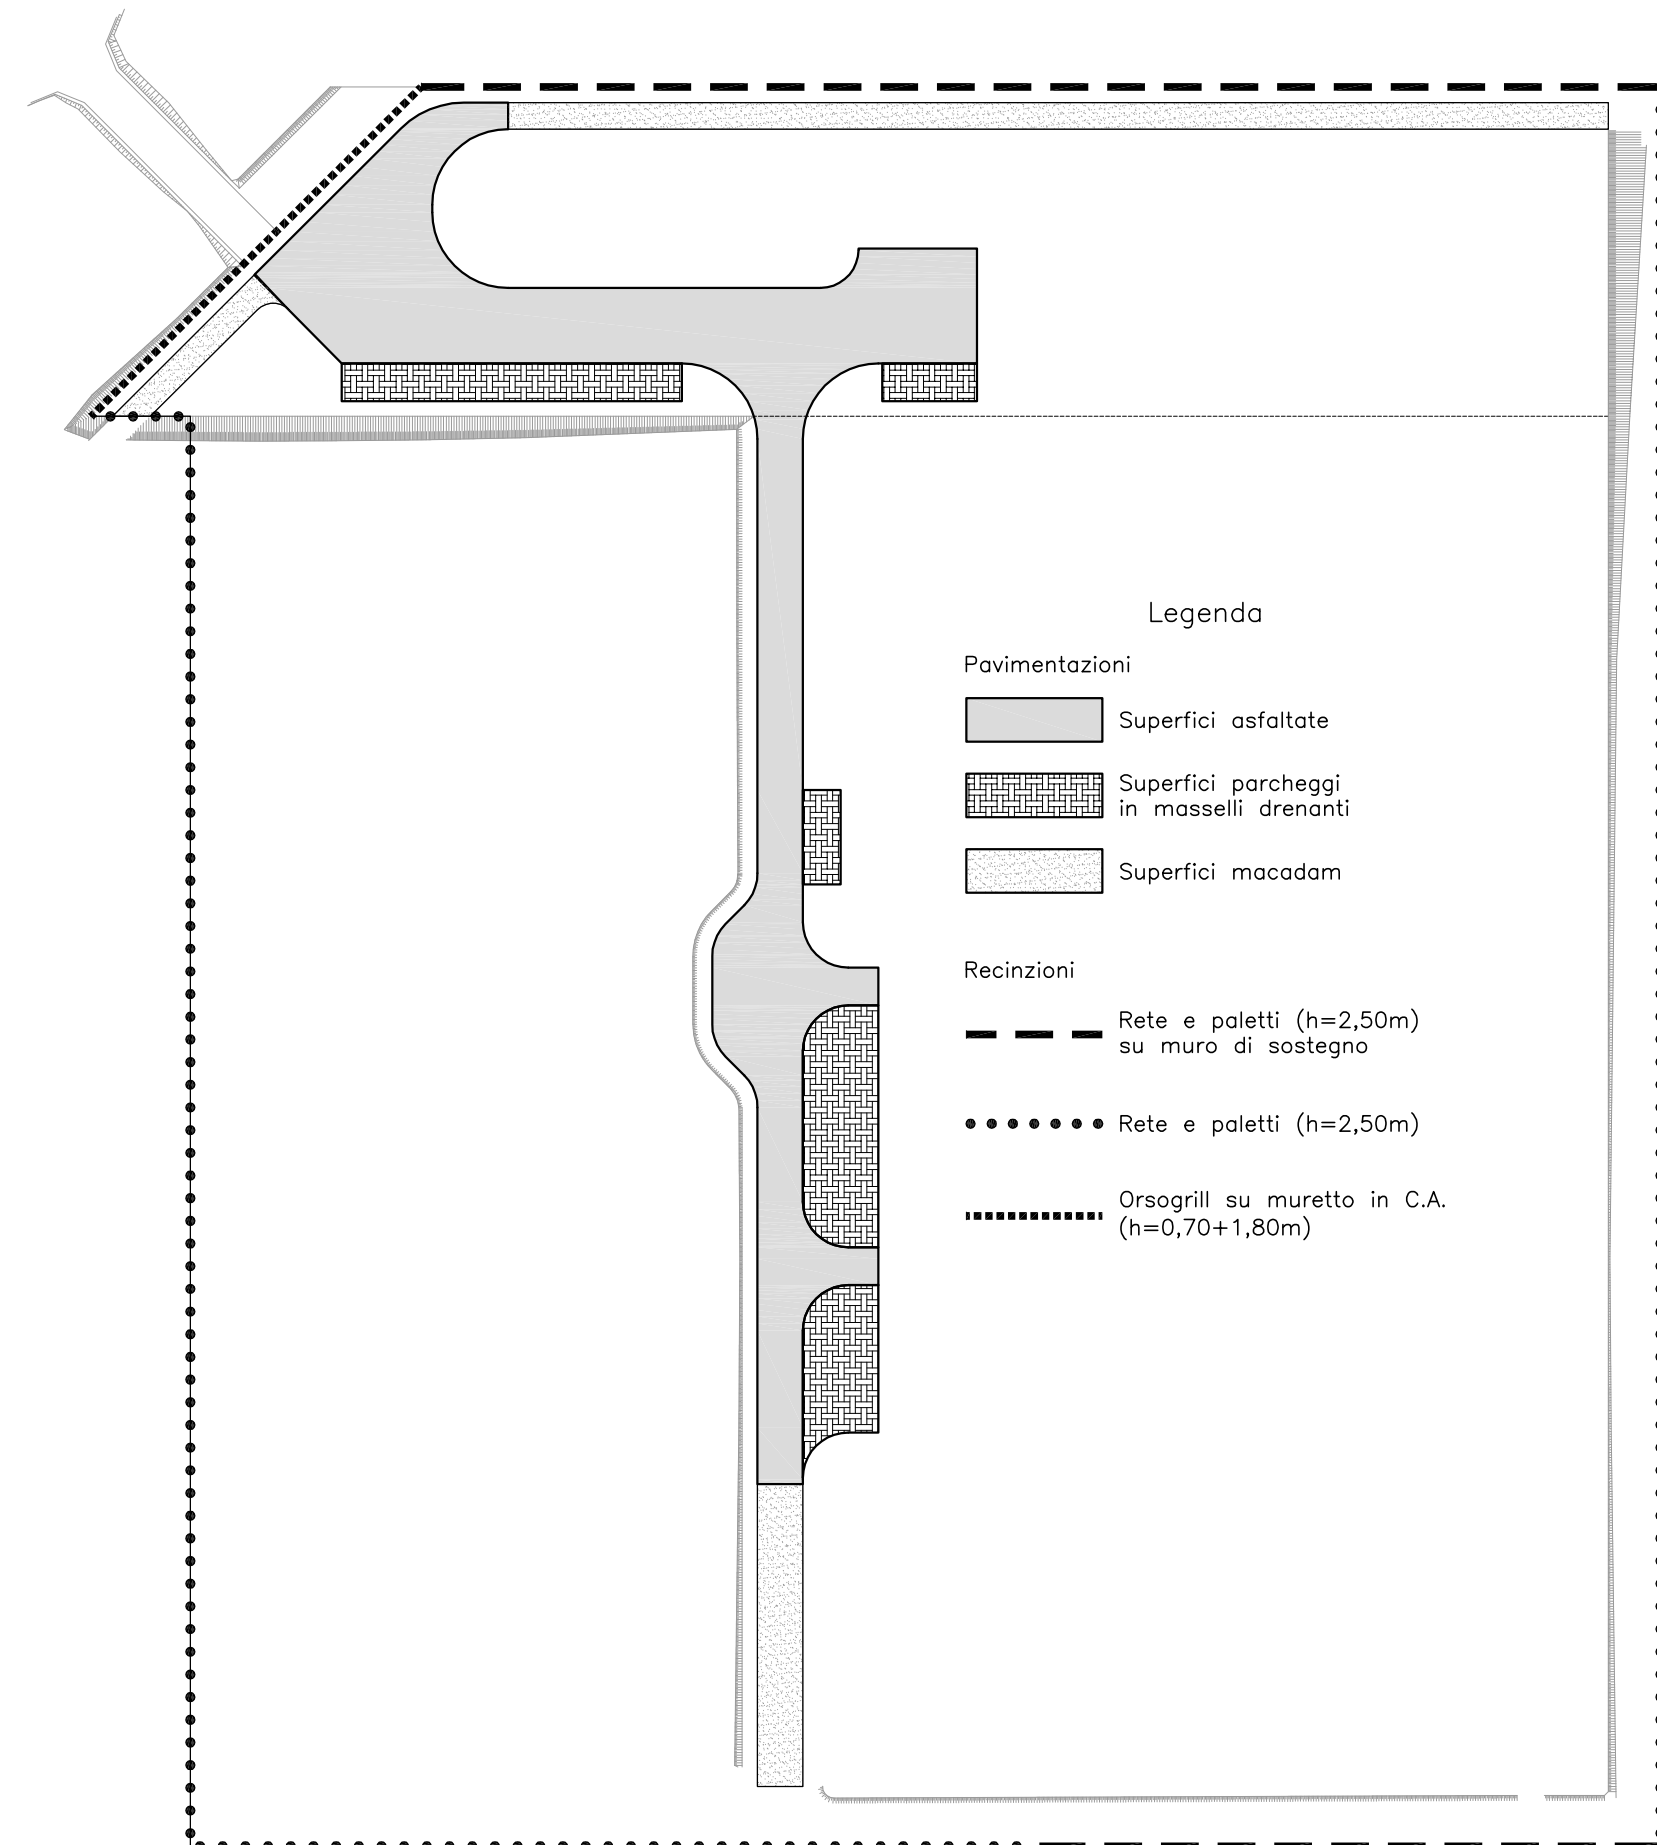 Legenda
Pavimentazioni
Superfici asfaltate
Superfici parcheggi
in masselli drenanti
Superfici macadam
Recinzioni
Rete e paletti (h=2,50m)
su muro di sostegno
Rete e paletti (h=2,50m)
Orsogrill su muretto in C.A.
(h=0,70+1,80m)